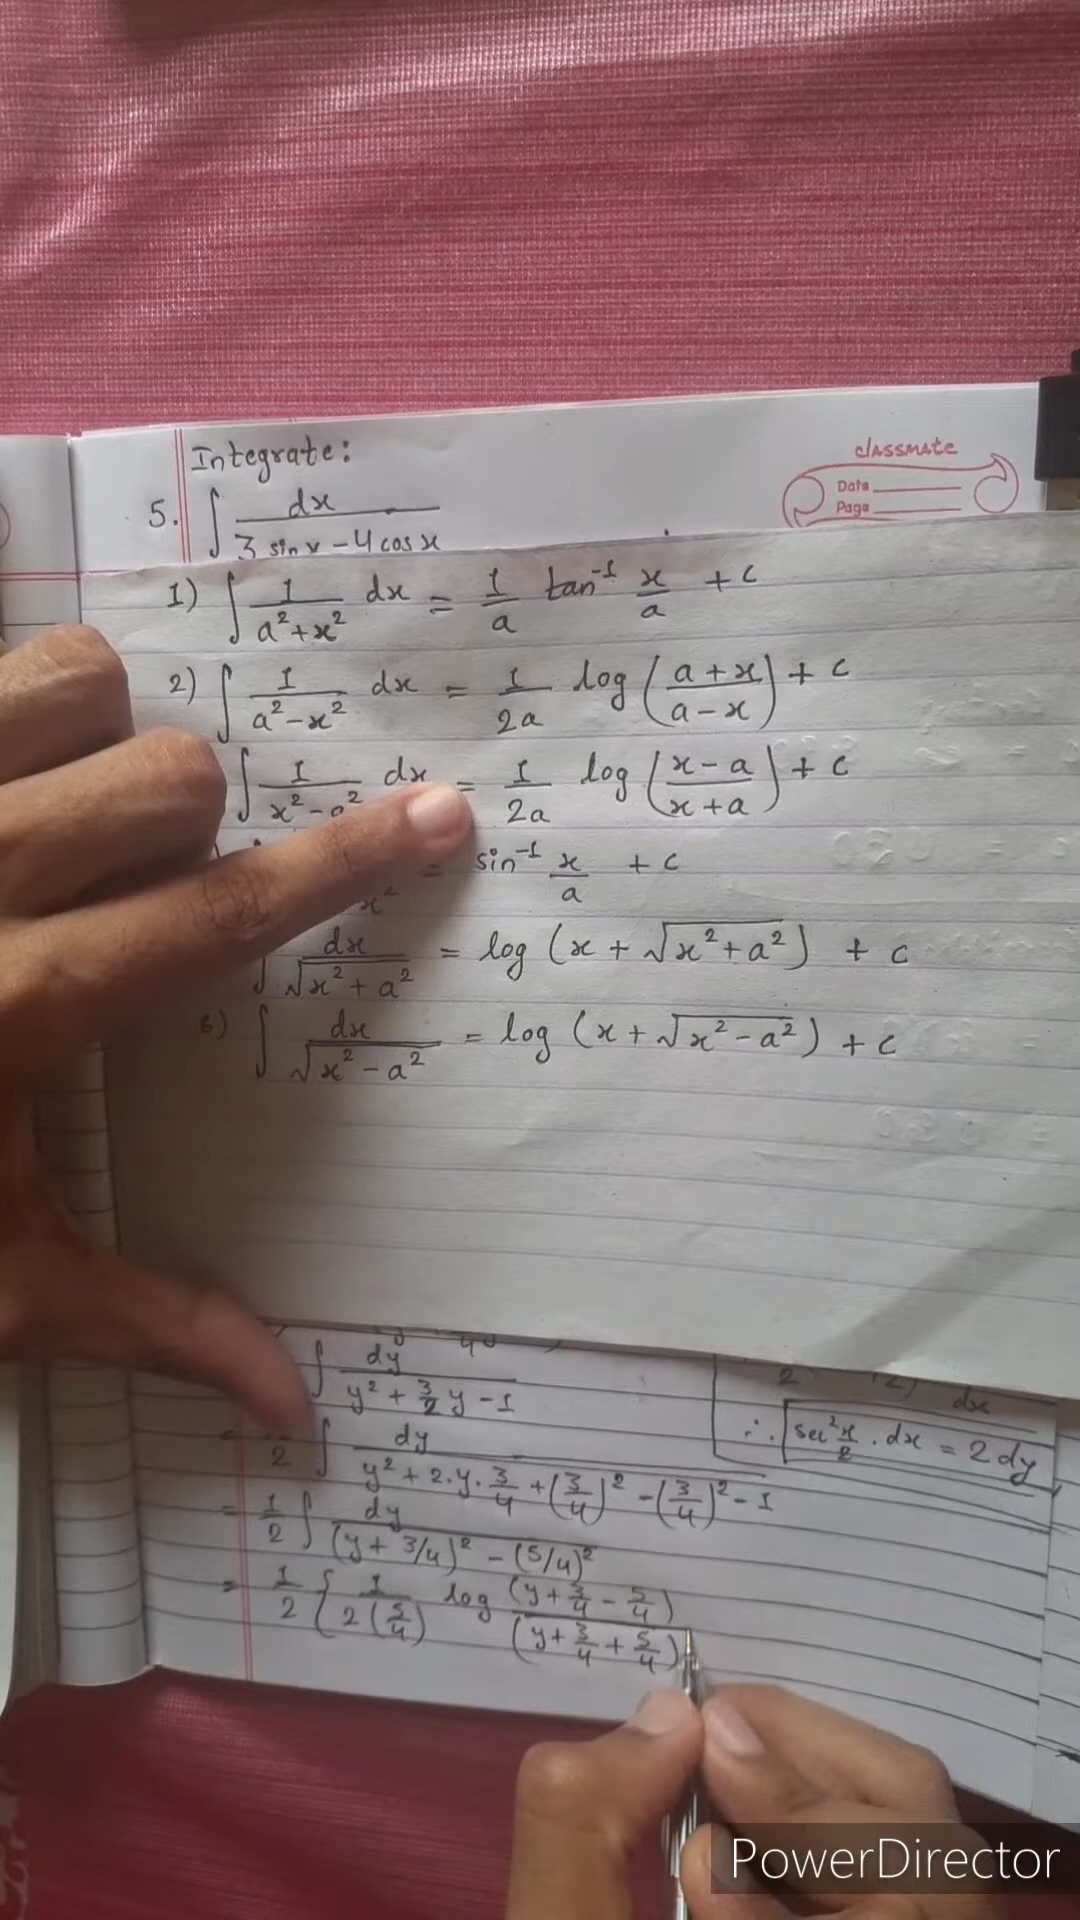 Integrate:
classmate
Date
Page
5. ∫ dx / (3 sin x - 4 cos x)
1) ∫ 1/(a² + x²) dx = 1/a tan⁻¹ x/a + c
2) ∫ 1/(a² - x²) dx = 1/2a log ((a + x)/(a - x)) + c
∫ 1/(x² - a²) dx = 1/2a log ((x - a)/(x + a)) + c
x² = sin⁻¹ x/a + c
∫ dx/√(x² + a²) = log (x + √(x² + a²)) + c
6) ∫ dx/√(x² - a²) = log (x + √(x² - a²)) + c
∫ dy/(y² + 3/2 y - 1)
2 ∫ dy/(y² + 2.y.3/4 + (3/4)² - (3/4)² - 1)
∴ sec² x/2 . dx = 2 dy
= 1/2 ∫ dy/((y + 3/4)² - (5/4)²)
= 1/2 { 1/(2(5/4)) log (y + 3/4 - 5/4)/(y + 3/4 + 5/4)
PowerDirector